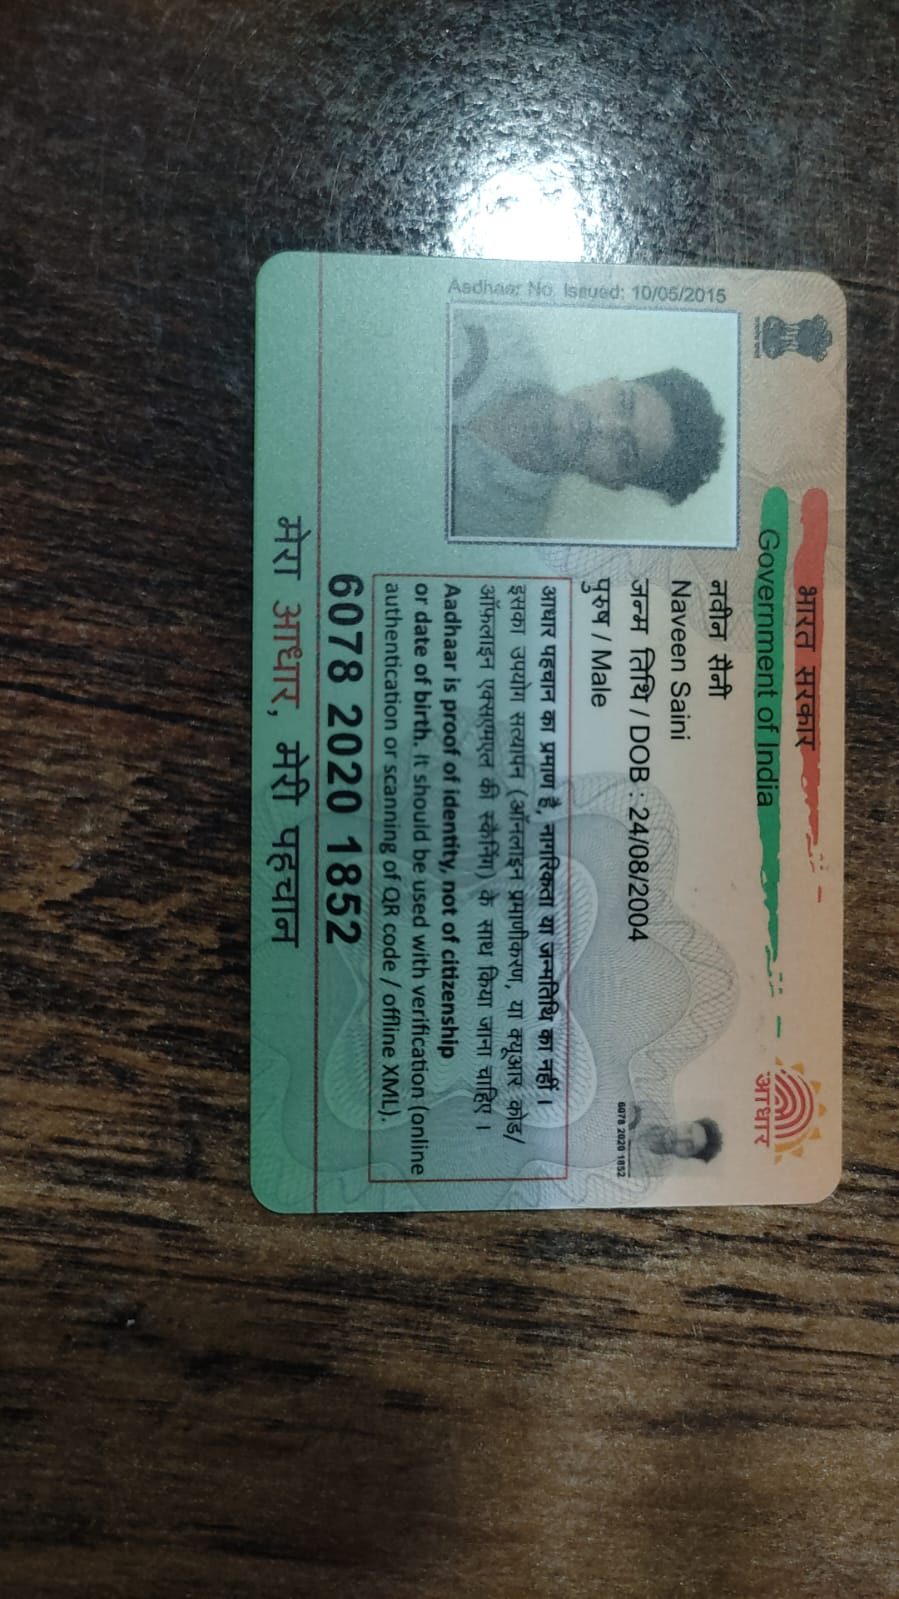 भारत सरकार
Government of India
आधार
Aadhaar No. Issued: 10/05/2015
नवीन सैनी
Naveen Saini
जन्म तिथि / DOB : 24/08/2004
पुरुष / Male
6078 2020 1852
आधार पहचान का प्रमाण है, नागरिकता या जन्मतिथि का नहीं ।
इसका उपयोग सत्यापन (ऑनलाइन प्रमाणीकरण, या क्यूआर कोड/
ऑफलाइन एक्सएमएल की स्कैनिंग) के साथ किया जाना चाहिए ।
Aadhaar is proof of identity, not of citizenship
or date of birth. It should be used with verification (online
authentication or scanning of QR code / offline XML).
6078 2020 1852
मेरा आधार, मेरी पहचान